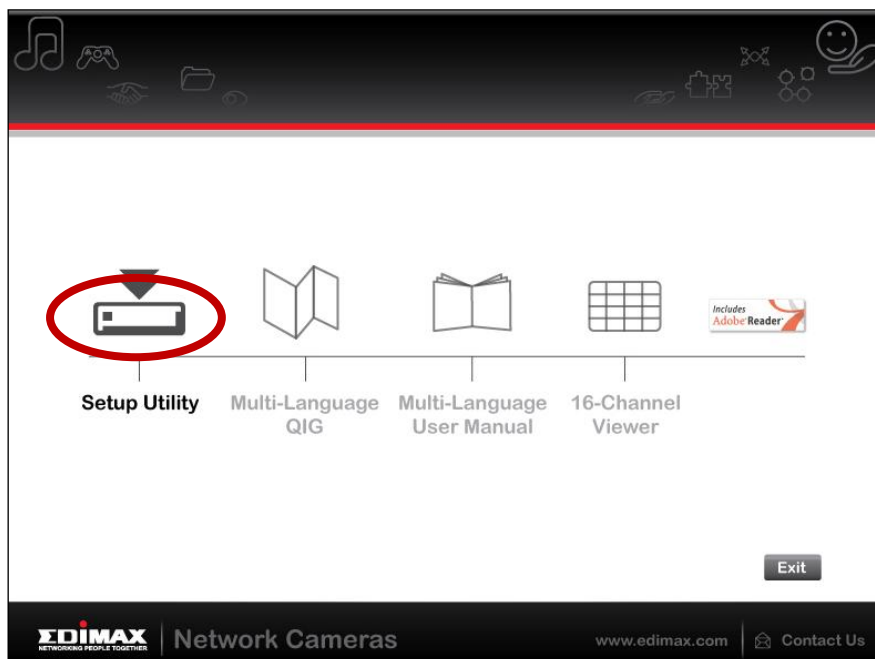 Includes
Adobe Reader
Setup Utility
Multi-Language
QIG
Multi-Language
User Manual
16-Channel
Viewer
Exit
EDIMAX
NETWORKING PEOPLE TOGETHER
Network Cameras
www.edimax.com
Contact Us